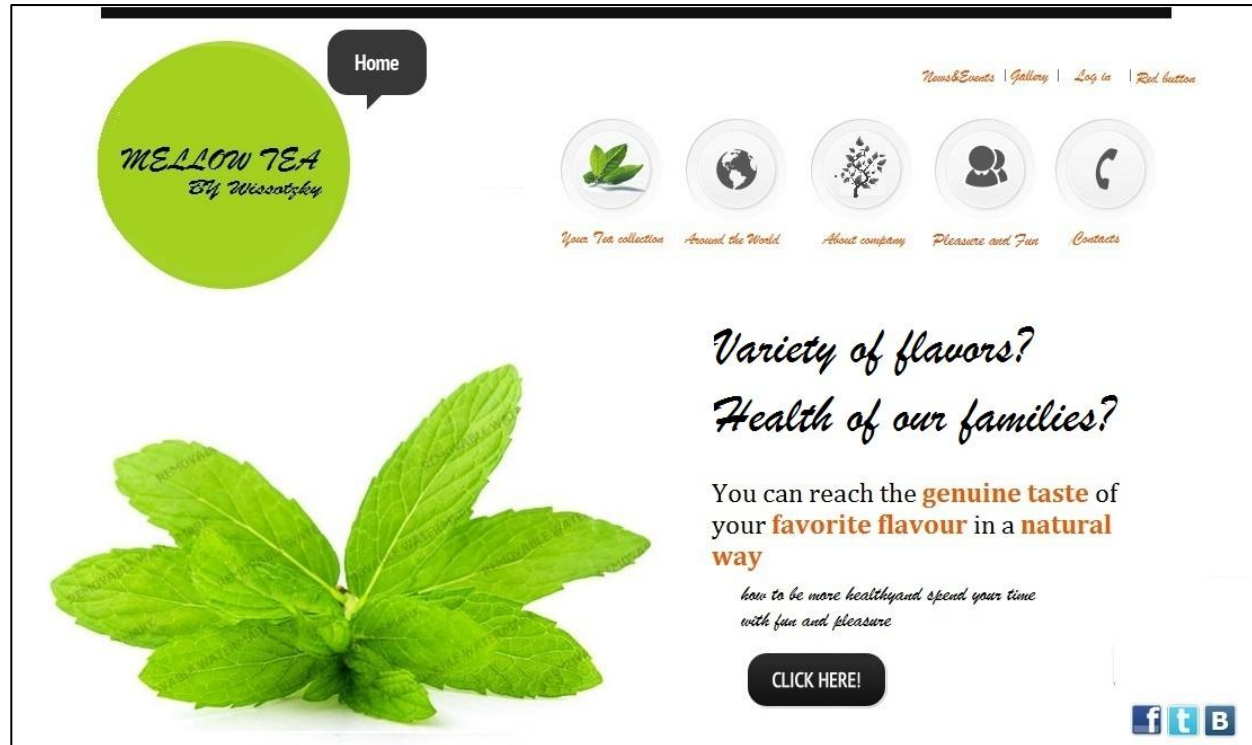 Home
News&Events | Gallery | Log in | Red button
MELLOW TEA
BY Wissotzky
Your Tea collection
Around the World
About company
Pleasure and Fun
Contacts
Variety of flavors?
Health of our families?
You can reach the genuine taste of
your favorite flavour in a natural
way
how to be more healthyand spend your time
with fun and pleasure
CLICK HERE!
f t B